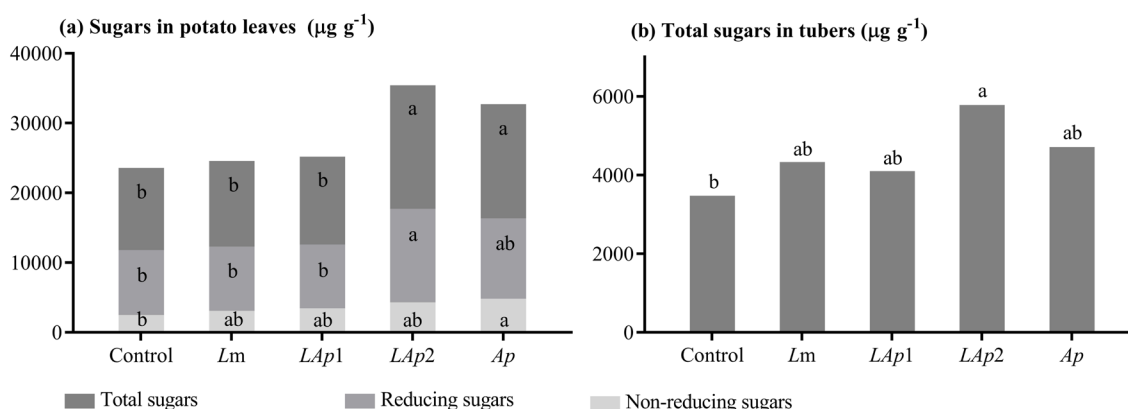 (a) Sugars in potato leaves (µg g⁻¹)
40000
30000
20000
10000
0
b b b a a
b b b a ab
b ab ab ab a
Control Lm LAp1 LAp2 Ap
(b) Total sugars in tubers (µg g⁻¹)
6000
4000
2000
0
b ab ab a ab
Control Lm LAp1 LAp2 Ap
Total sugars Reducing sugars Non-reducing sugars